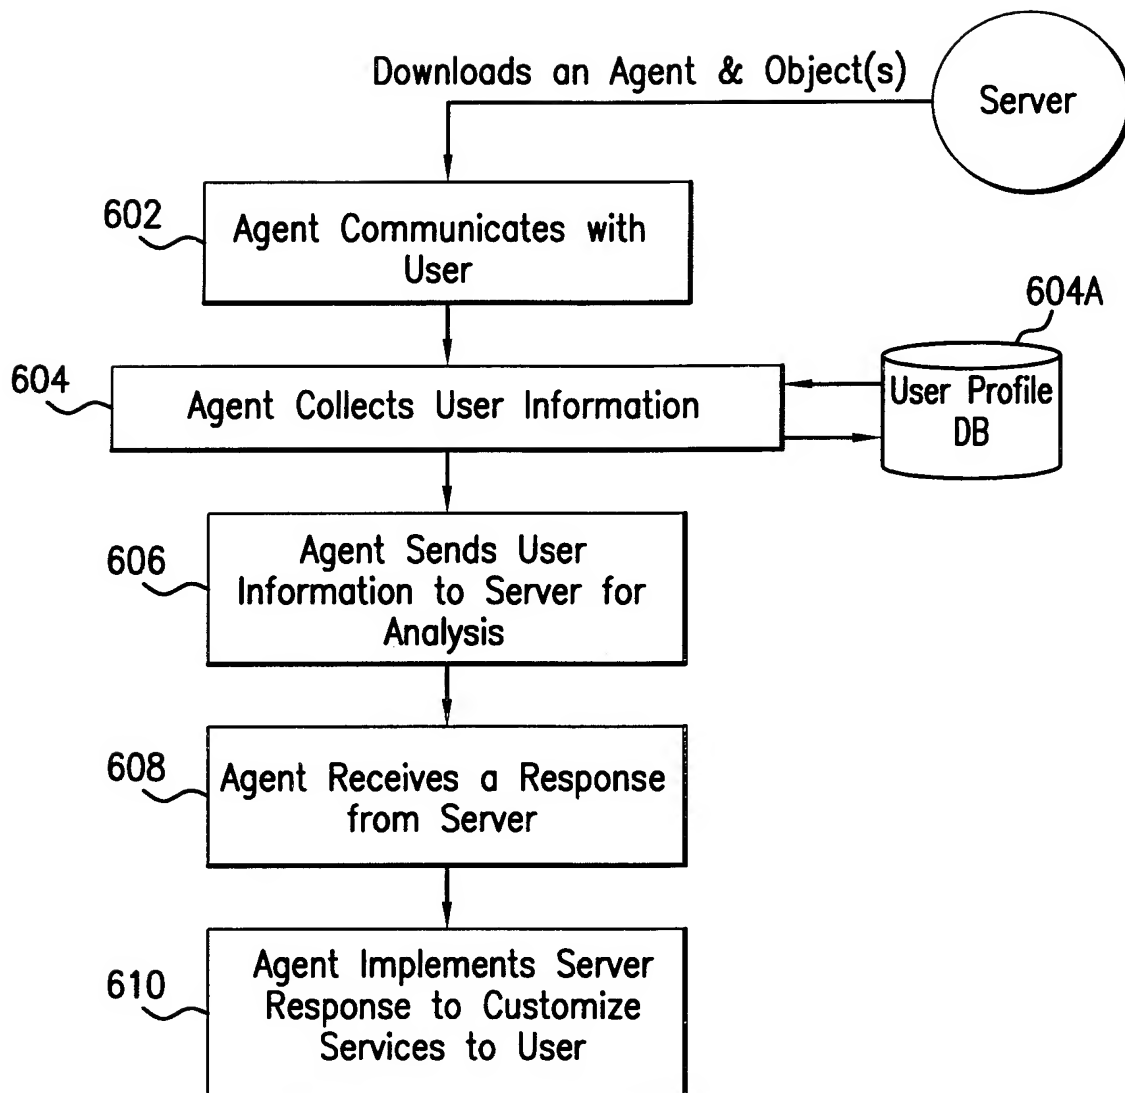 Downloads an Agent & Object(s)
Server
602
Agent Communicates with
User
604A
604
Agent Collects User Information
User Profile
DB
606
Agent Sends User
Information to Server for
Analysis
608
Agent Receives a Response
from Server
610
Agent Implements Server
Response to Customize
Services to User